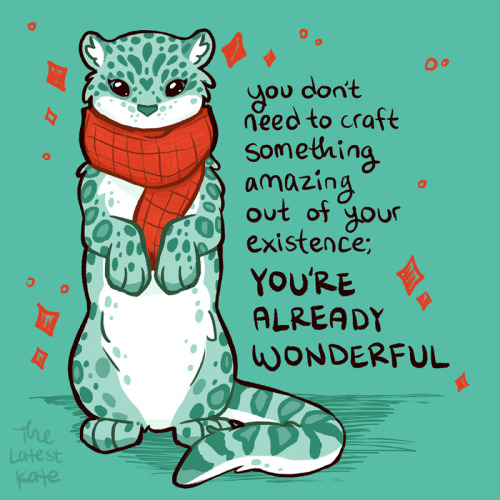 you don't
need to craft
something
amazing
out of your
existence;
YOU'RE
ALREADY
WONDERFUL
The
Latest
Kate